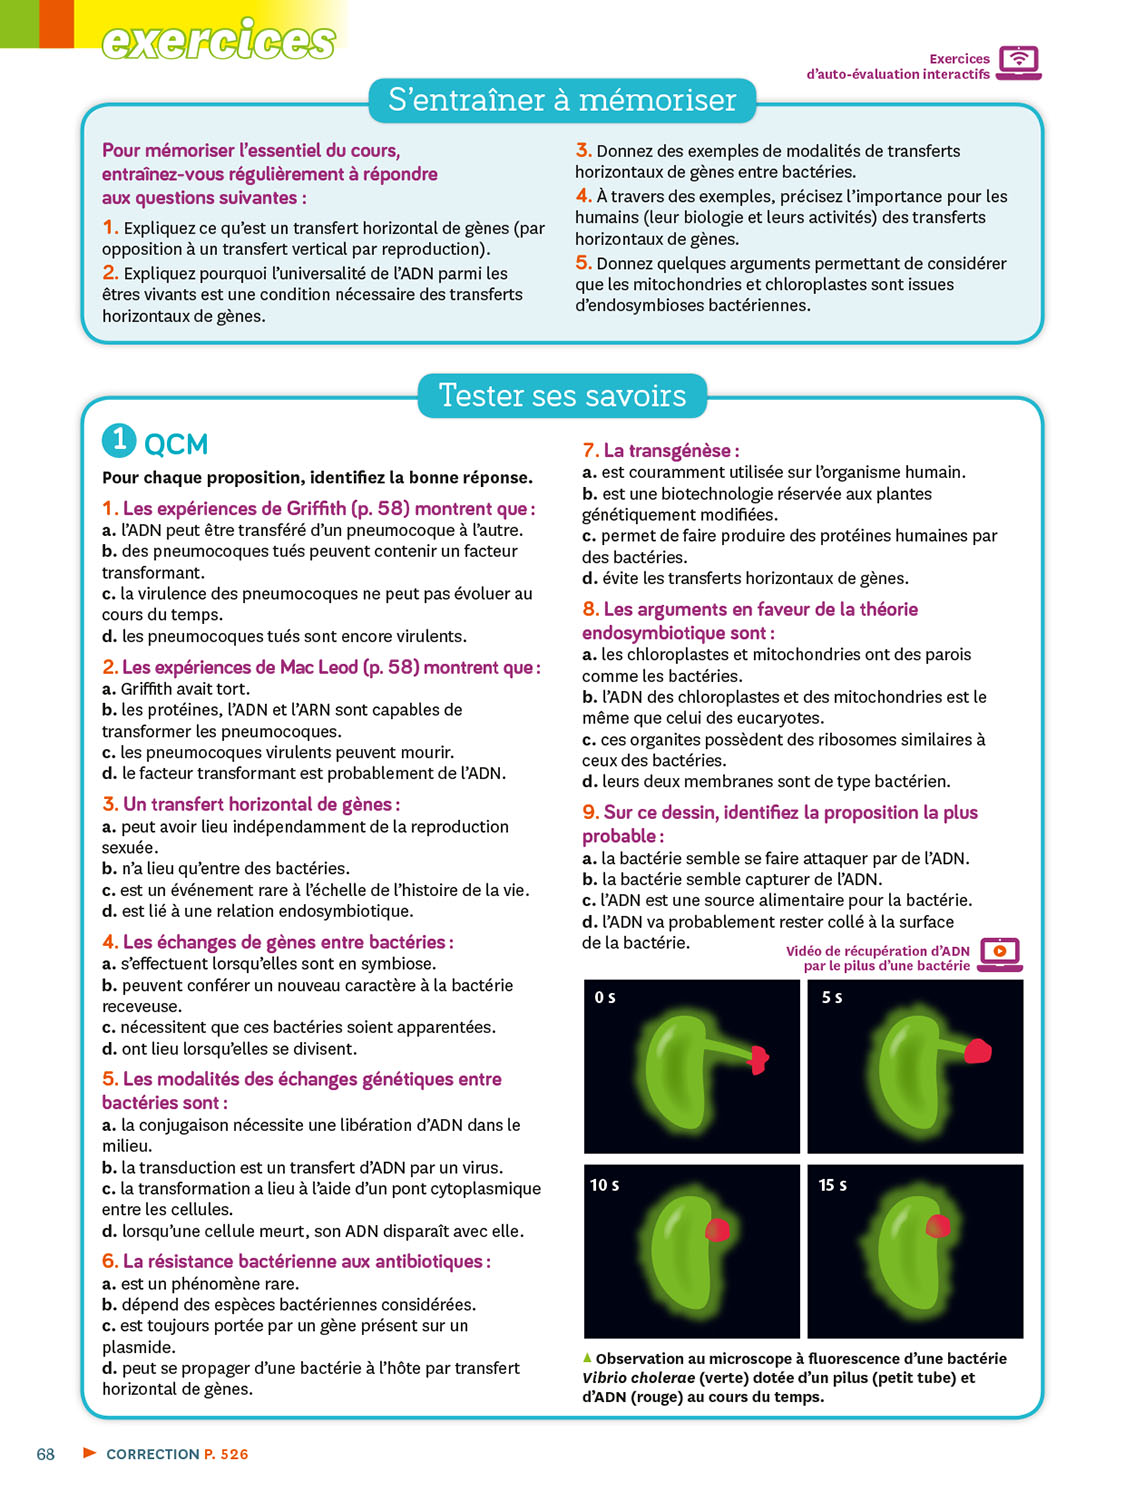 exercices
Exercices
d'auto-évaluation interactifs
S'entraîner à mémoriser
Pour mémoriser l'essentiel du cours,
entraînez-vous régulièrement à répondre
aux questions suivantes :
1. Expliquez ce qu'est un transfert horizontal de gènes (par
opposition à un transfert vertical par reproduction).
2. Expliquez pourquoi l'universalité de l'ADN parmi les
êtres vivants est une condition nécessaire des transferts
horizontaux de gènes.
3. Donnez des exemples de modalités de transferts
horizontaux de gènes entre bactéries.
4. À travers des exemples, précisez l'importance pour les
humains (leur biologie et leurs activités) des transferts
horizontaux de gènes.
5. Donnez quelques arguments permettant de considérer
que les mitochondries et chloroplastes sont issues
d'endosymbioses bactériennes.
Tester ses savoirs
1 QCM
Pour chaque proposition, identifiez la bonne réponse.
1. Les expériences de Griffith (p. 58) montrent que :
a. l'ADN peut être transféré d'un pneumocoque à l'autre.
b. des pneumocoques tués peuvent contenir un facteur
transformant.
c. la virulence des pneumocoques ne peut pas évoluer au
cours du temps.
d. les pneumocoques tués sont encore virulents.
2. Les expériences de Mac Leod (p. 58) montrent que :
a. Griffith avait tort.
b. les protéines, l'ADN et l'ARN sont capables de
transformer les pneumocoques.
c. les pneumocoques virulents peuvent mourir.
d. le facteur transformant est probablement de l'ADN.
3. Un transfert horizontal de gènes :
a. peut avoir lieu indépendamment de la reproduction
sexuée.
b. n'a lieu qu'entre des bactéries.
c. est un événement rare à l'échelle de l'histoire de la vie.
d. est lié à une relation endosymbiotique.
4. Les échanges de gènes entre bactéries :
a. s'effectuent lorsqu'elles sont en symbiose.
b. peuvent conférer un nouveau caractère à la bactérie
receveuse.
c. nécessitent que ces bactéries soient apparentées.
d. ont lieu lorsqu'elles se divisent.
5. Les modalités des échanges génétiques entre
bactéries sont :
a. la conjugaison nécessite une libération d'ADN dans le
milieu.
b. la transduction est un transfert d'ADN par un virus.
c. la transformation a lieu à l'aide d'un pont cytoplasmique
entre les cellules.
d. lorsqu'une cellule meurt, son ADN disparaît avec elle.
6. La résistance bactérienne aux antibiotiques :
a. est un phénomène rare.
b. dépend des espèces bactériennes considérées.
c. est toujours portée par un gène présent sur un
plasmide.
d. peut se propager d'une bactérie à l'hôte par transfert
horizontal de gènes.
7. La transgénèse :
a. est couramment utilisée sur l'organisme humain.
b. est une biotechnologie réservée aux plantes
génétiquement modifiées.
c. permet de faire produire des protéines humaines par
des bactéries.
d. évite les transferts horizontaux de gènes.
8. Les arguments en faveur de la théorie
endosymbiotique sont :
a. les chloroplastes et mitochondries ont des parois
comme les bactéries.
b. l'ADN des chloroplastes et des mitochondries est le
même que celui des eucaryotes.
c. ces organites possèdent des ribosomes similaires à
ceux des bactéries.
d. leurs deux membranes sont de type bactérien.
9. Sur ce dessin, identifiez la proposition la plus
probable :
a. la bactérie semble se faire attaquer par de l'ADN.
b. la bactérie semble capturer de l'ADN.
c. l'ADN est une source alimentaire pour la bactérie.
d. l'ADN va probablement rester collé à la surface
de la bactérie.
Vidéo de récupération d'ADN
par le pilus d'une bactérie
0 s
5 s
10 s
15 s
Observation au microscope à fluorescence d'une bactérie
Vibrio cholerae (verte) dotée d'un pilus (petit tube) et
d'ADN (rouge) au cours du temps.
68 CORRECTION P. 526